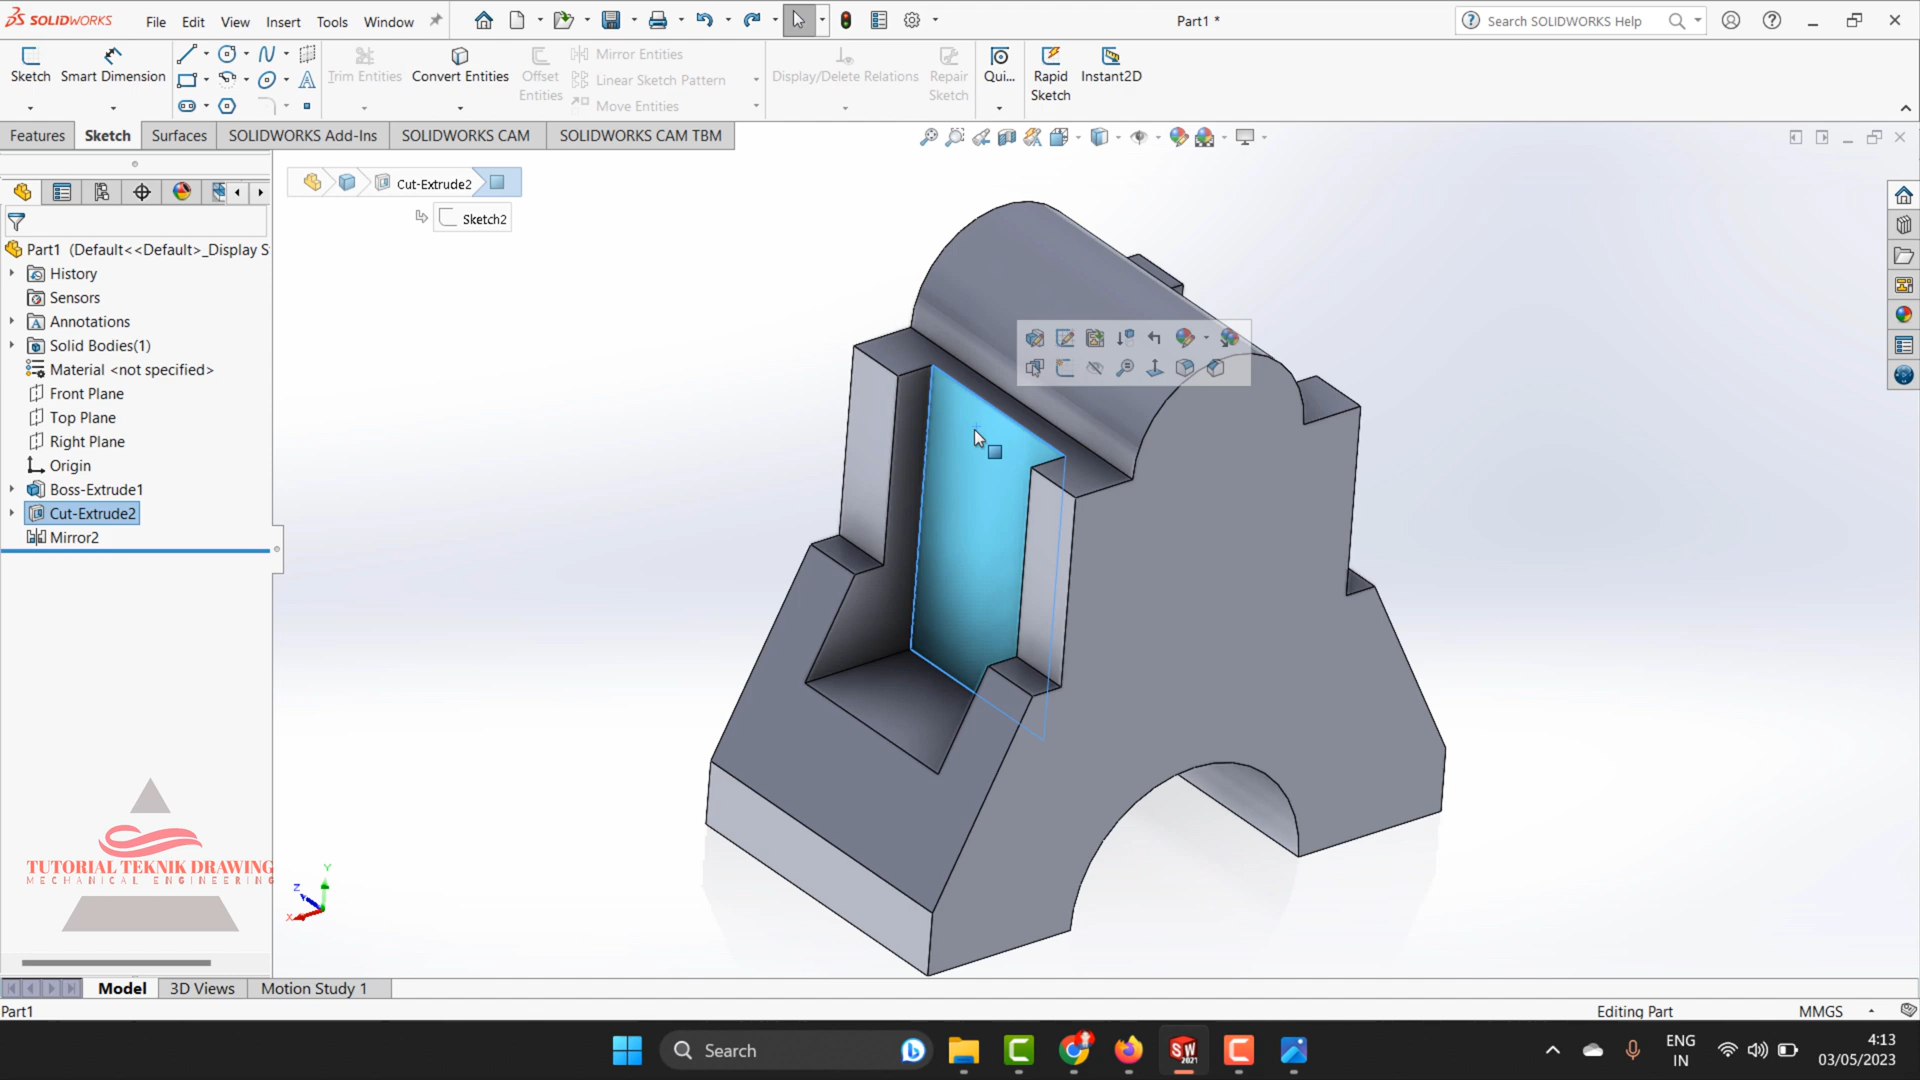 SOLIDWORKS
File
Edit
View
Insert
Tools
Window
Part1 *
Search SOLIDWORKS Help
Sketch
Smart Dimension
Trim Entities
Convert Entities
Offset
Entities
Mirror Entities
Linear Sketch Pattern
Move Entities
Display/Delete Relations
Repair
Sketch
Qui...
Rapid
Sketch
Instant2D
Features
Sketch
Surfaces
SOLIDWORKS Add-Ins
SOLIDWORKS CAM
SOLIDWORKS CAM TBM
Cut-Extrude2
Sketch2
Part1 (Default<<Default>_Display S
History
Sensors
Annotations
Solid Bodies(1)
Material <not specified>
Front Plane
Top Plane
Right Plane
Origin
Boss-Extrude1
Cut-Extrude2
Mirror2
TUTORIAL TEKNIK DRAWING
MECHANICAL ENGINEERING
Y
Z
X
Model
3D Views
Motion Study 1
Part1
Editing Part
MMGS
Search
SW
2021
ENG
IN
4:13
03/05/2023